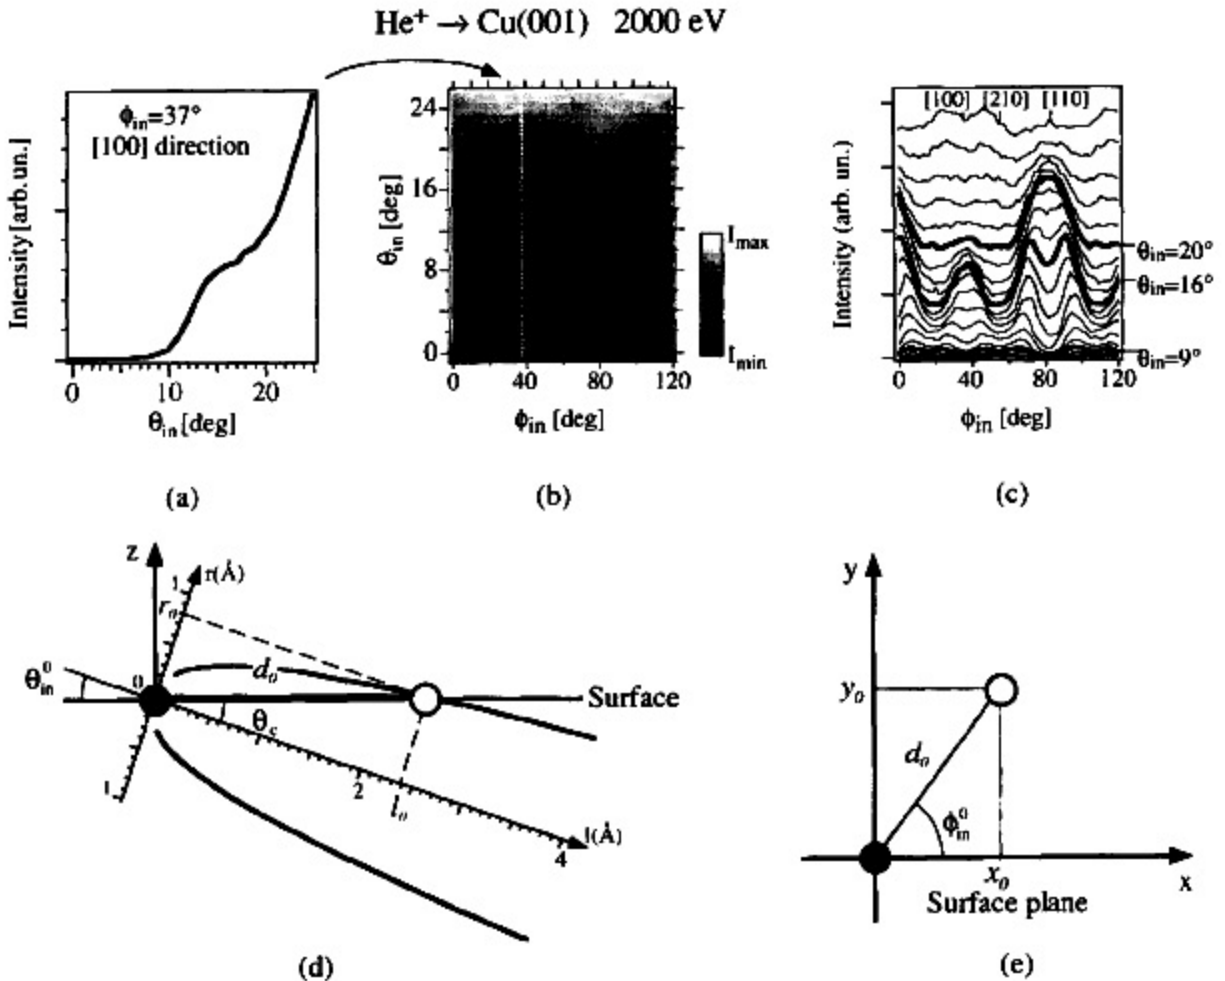 He⁺ → Cu(001) 2000 eV
Intensity [arb. un.]
ϕin=37°
[100] direction
0 10 20
θin [deg]
(a)
θin [deg]
24
16
8
0
0 40 80 120
ϕin [deg]
Imax
Imin
(b)
Intensity (arb. un.)
[100] [210] [110]
θin=20°
θin=16°
θin=9°
0 40 80 120
ϕin [deg]
(c)
z
r(Å)
1
r₀
θ⁰in
0
d₀
Surface
θc
1
2
l₀
4
l(Å)
(d)
y
y₀
d₀
ϕ⁰in
x₀
x
Surface plane
(e)